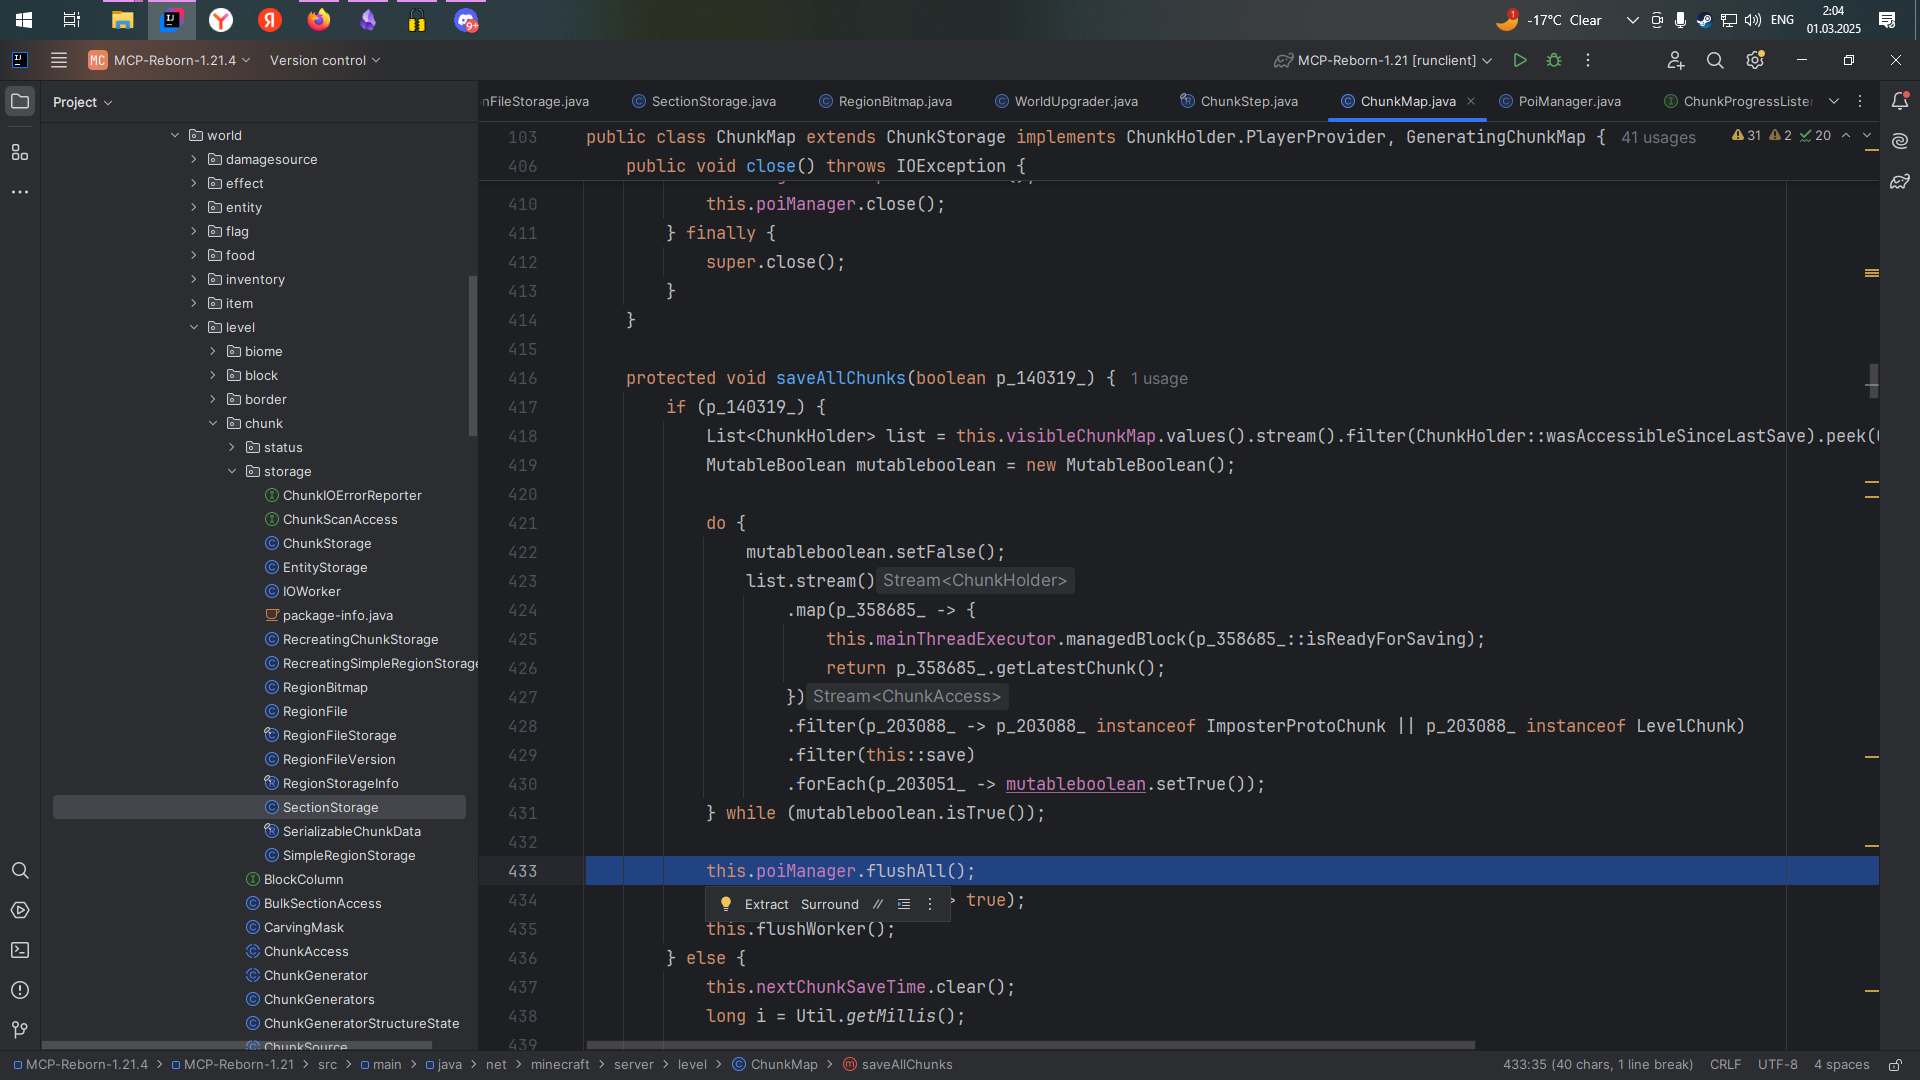 -17°C Clear
ENG
2:04
01.03.2025
1
9+
MC MCP-Reborn-1.21.4
Version control
MCP-Reborn-1.21 [runclient]
Project
nFileStorage.java
SectionStorage.java
RegionBitmap.java
WorldUpgrader.java
ChunkStep.java
ChunkMap.java
PoiManager.java
ChunkProgressListe
world
damagesource
effect
entity
flag
food
inventory
item
level
biome
block
border
chunk
status
storage
ChunkIOErrorReporter
ChunkScanAccess
ChunkStorage
EntityStorage
IOWorker
package-info.java
RecreatingChunkStorage
RecreatingSimpleRegionStorage
RegionBitmap
RegionFile
RegionFileStorage
RegionFileVersion
RegionStorageInfo
SectionStorage
SerializableChunkData
SimpleRegionStorage
BlockColumn
BulkSectionAccess
CarvingMask
ChunkAccess
ChunkGenerator
ChunkGenerators
ChunkGeneratorStructureState
ChunkSource
31 2 20
103 public class ChunkMap extends ChunkStorage implements ChunkHolder.PlayerProvider, GeneratingChunkMap { 41 usages
406 public void close() throws IOException {
410 this.poiManager.close();
411 } finally {
412 super.close();
413 }
414 }
415
416 protected void saveAllChunks(boolean p_140319_) { 1 usage
417 if (p_140319_) {
418 List<ChunkHolder> list = this.visibleChunkMap.values().stream().filter(ChunkHolder::wasAccessibleSinceLastSave).peek(
419 MutableBoolean mutableboolean = new MutableBoolean();
420
421 do {
422 mutableboolean.setFalse();
423 list.stream() Stream<ChunkHolder>
424 .map(p_358685_ -> {
425 this.mainThreadExecutor.managedBlock(p_358685_::isReadyForSaving);
426 return p_358685_.getLatestChunk();
427 }) Stream<ChunkAccess>
428 .filter(p_203088_ -> p_203088_ instanceof ImposterProtoChunk || p_203088_ instanceof LevelChunk)
429 .filter(this::save)
430 .forEach(p_203051_ -> mutableboolean.setTrue());
431 } while (mutableboolean.isTrue());
432
433 this.poiManager.flushAll();
434 > true);
Extract Surround //
435 this.flushWorker();
436 } else {
437 this.nextChunkSaveTime.clear();
438 long i = Util.getMillis();
439
MCP-Reborn-1.21.4 > MCP-Reborn-1.21 > src > main > java > net > minecraft > server > level > ChunkMap > saveAllChunks
433:35 (40 chars, 1 line break) CRLF UTF-8 4 spaces